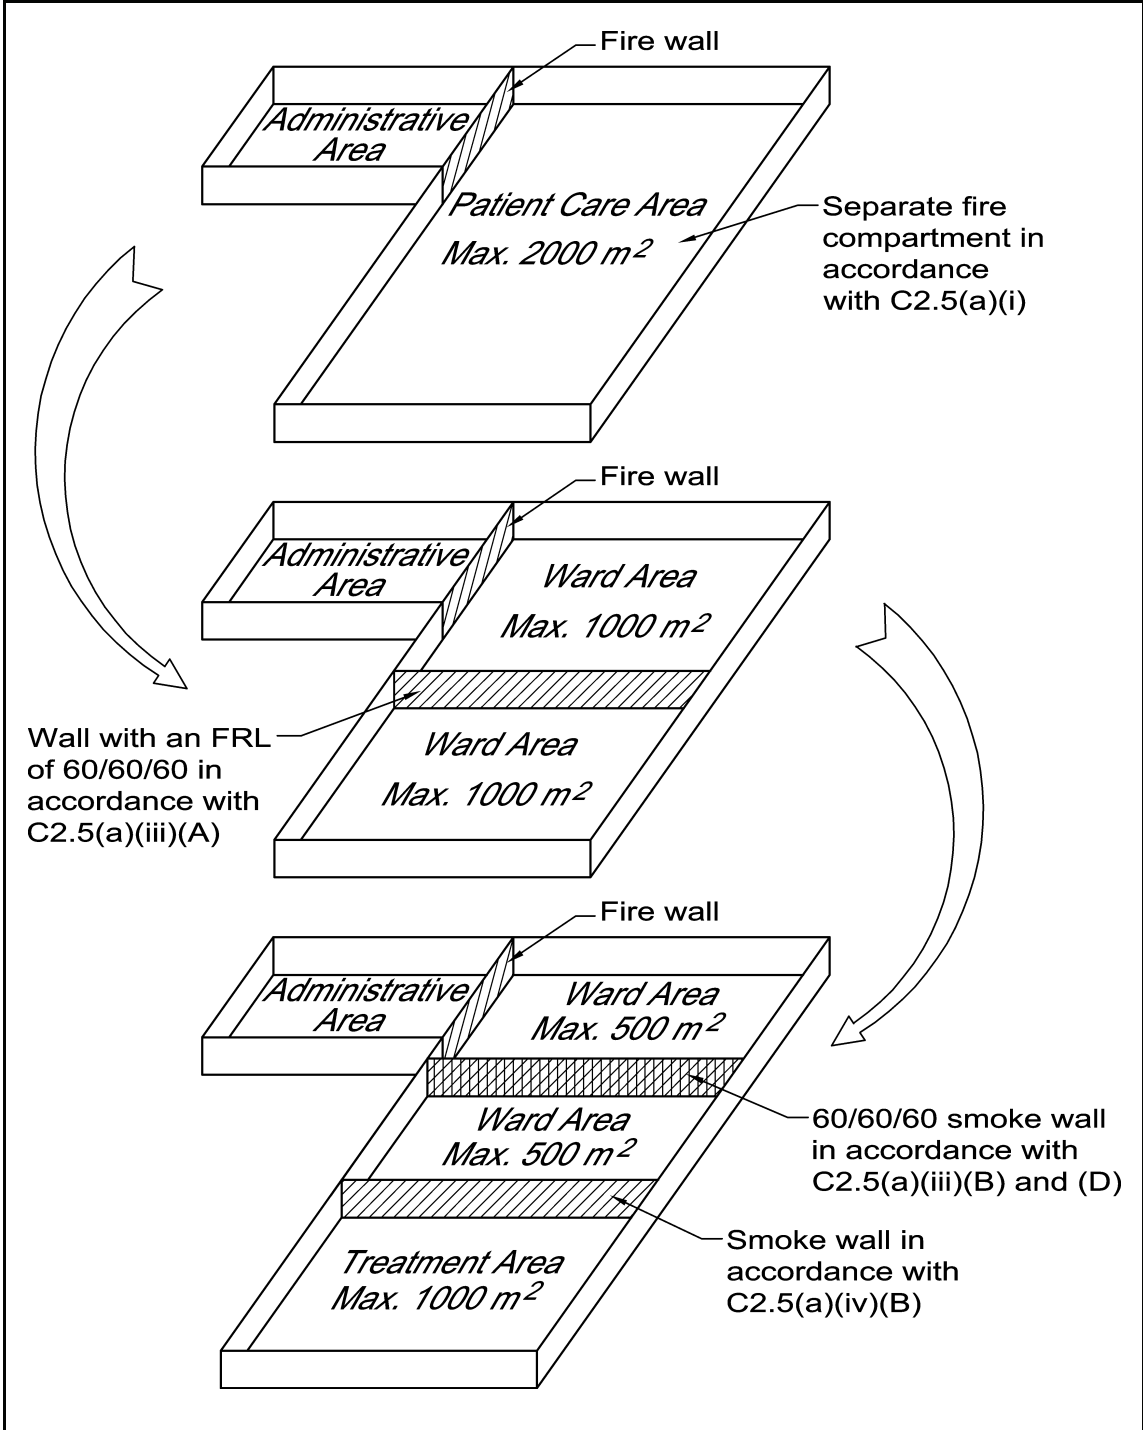 Fire wall
Administrative
Area
Patient Care Area
Max. 2000 m²
Separate fire
compartment in
accordance
with C2.5(a)(i)
Fire wall
Administrative
Area
Ward Area
Max. 1000 m²
Wall with an FRL
of 60/60/60 in
accordance with
C2.5(a)(iii)(A)
Ward Area
Max. 1000 m²
Fire wall
Administrative
Area
Ward Area
Max. 500 m²
Ward Area
Max. 500 m²
60/60/60 smoke wall
in accordance with
C2.5(a)(iii)(B) and (D)
Smoke wall in
accordance with
C2.5(a)(iv)(B)
Treatment Area
Max. 1000 m²